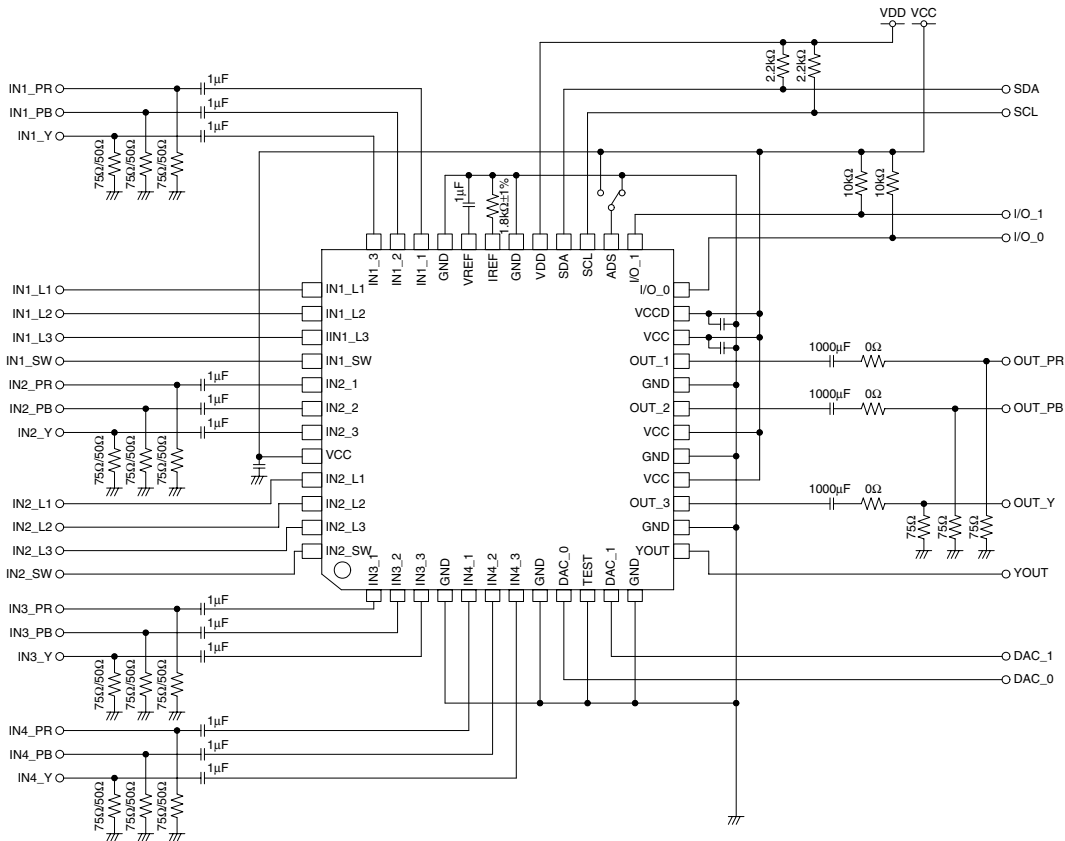 VDD VCC
2.2kΩ 2.2kΩ
IN1_PR 1µF SDA
IN1_PB 1µF SCL
IN1_Y 1µF
75Ω/50Ω 75Ω/50Ω 75Ω/50Ω
10kΩ 10kΩ
1µF 1.8kΩ±1%
I/O_1
I/O_0
IN1_3 IN1_2 IN1_1 GND VREF IREF GND VDD SDA SCL ADS I/O_1
IN1_L1 IN1_L1 I/O_0
IN1_L2 IN1_L2 VCCD
IN1_L3 IIN1_L3 VCC
IN1_SW IN1_SW OUT_1 1000µF 0Ω OUT_PR
IN2_PR 1µF IN2_1 GND
IN2_PB 1µF IN2_2 OUT_2 1000µF 0Ω OUT_PB
IN2_Y 1µF IN2_3 VCC
75Ω/50Ω 75Ω/50Ω 75Ω/50Ω
VCC GND
IN2_L1 VCC
IN2_L1 IN2_L2 OUT_3 1000µF 0Ω OUT_Y
IN2_L2 IN2_L3 GND
75Ω 75Ω 75Ω
IN2_L3 IN2_SW YOUT
IN2_SW YOUT
IN3_1 IN3_2 IN3_3 GND IN4_1 IN4_2 IN4_3 GND DAC_0 TEST DAC_1 GND
IN3_PR 1µF
IN3_PB 1µF
IN3_Y 1µF DAC_1
DAC_0
75Ω/50Ω 75Ω/50Ω 75Ω/50Ω
IN4_PR 1µF
IN4_PB 1µF
IN4_Y 1µF
75Ω/50Ω 75Ω/50Ω 75Ω/50Ω